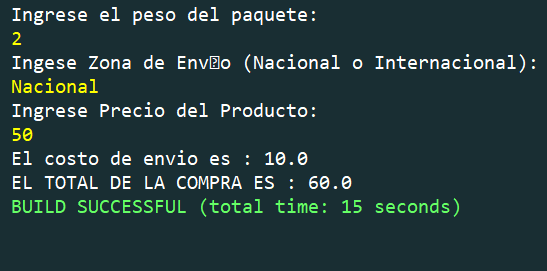 Ingrese el peso del paquete:
2
Ingese Zona de Env�o (Nacional o Internacional):
Nacional
Ingrese Precio del Producto:
50
El costo de envio es : 10.0
EL TOTAL DE LA COMPRA ES : 60.0
BUILD SUCCESSFUL (total time: 15 seconds)